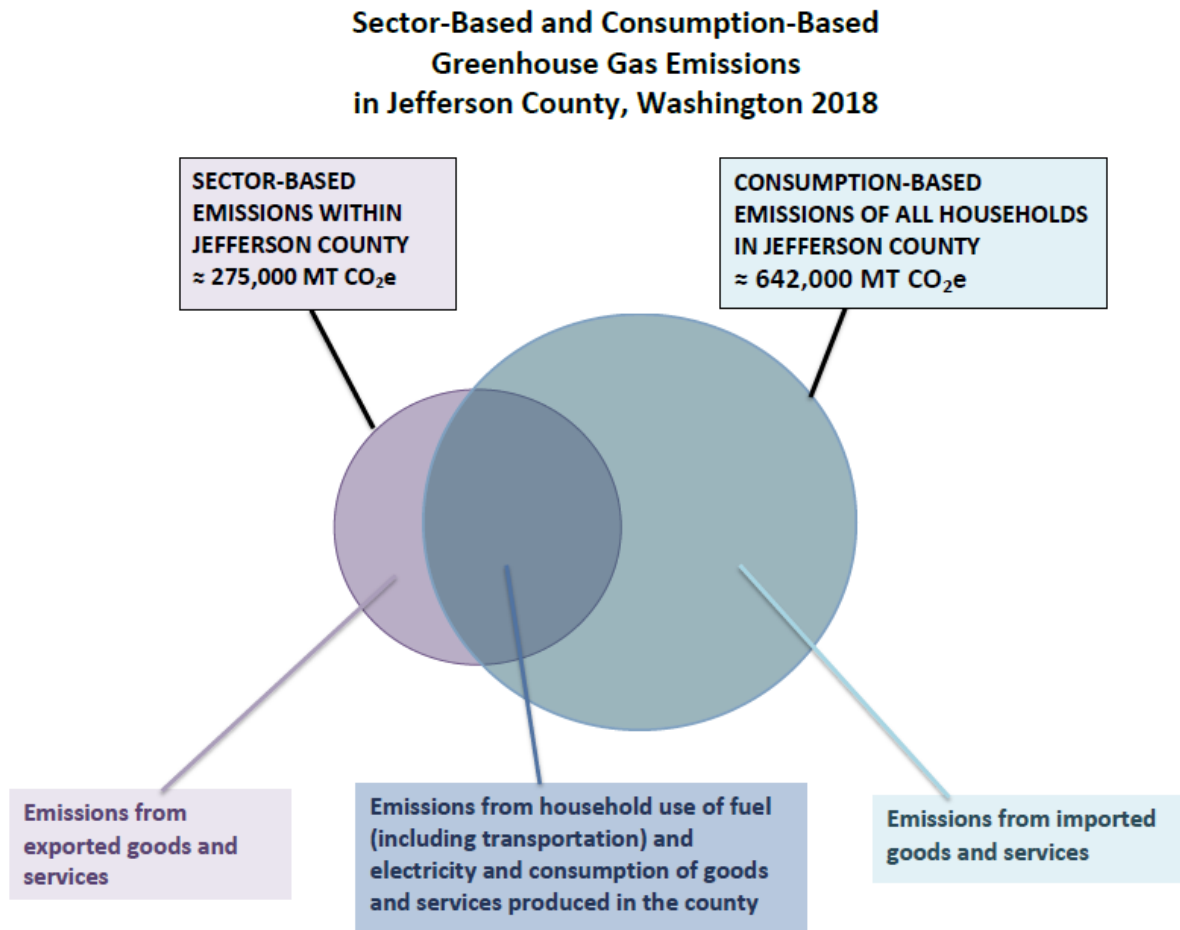 Sector-Based and Consumption-Based
Greenhouse Gas Emissions
in Jefferson County, Washington 2018
SECTOR-BASED
EMISSIONS WITHIN
JEFFERSON COUNTY
≈ 275,000 MT CO₂e
CONSUMPTION-BASED
EMISSIONS OF ALL HOUSEHOLDS
IN JEFFERSON COUNTY
≈ 642,000 MT CO₂e
Emissions from
exported goods and
services
Emissions from household use of fuel
(including transportation) and
electricity and consumption of goods
and services produced in the county
Emissions from imported
goods and services